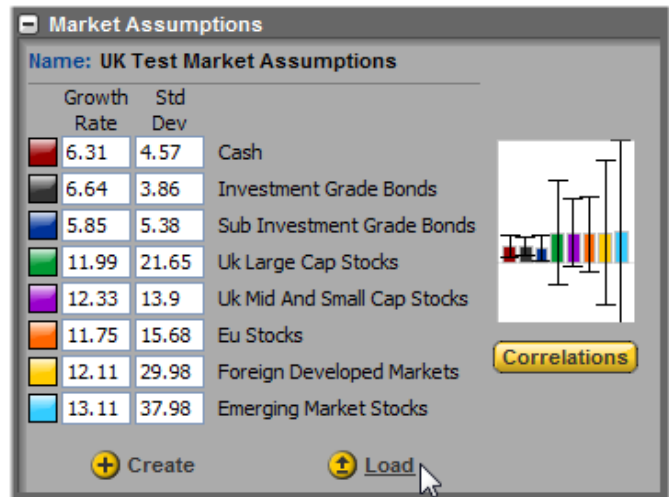 Market Assumptions
Name: UK Test Market Assumptions
Growth Rate Std Dev
6.31 4.57 Cash
6.64 3.86 Investment Grade Bonds
5.85 5.38 Sub Investment Grade Bonds
11.99 21.65 Uk Large Cap Stocks
12.33 13.9 Uk Mid And Small Cap Stocks
11.75 15.68 Eu Stocks
12.11 29.98 Foreign Developed Markets
13.11 37.98 Emerging Market Stocks
Correlations
Create Load